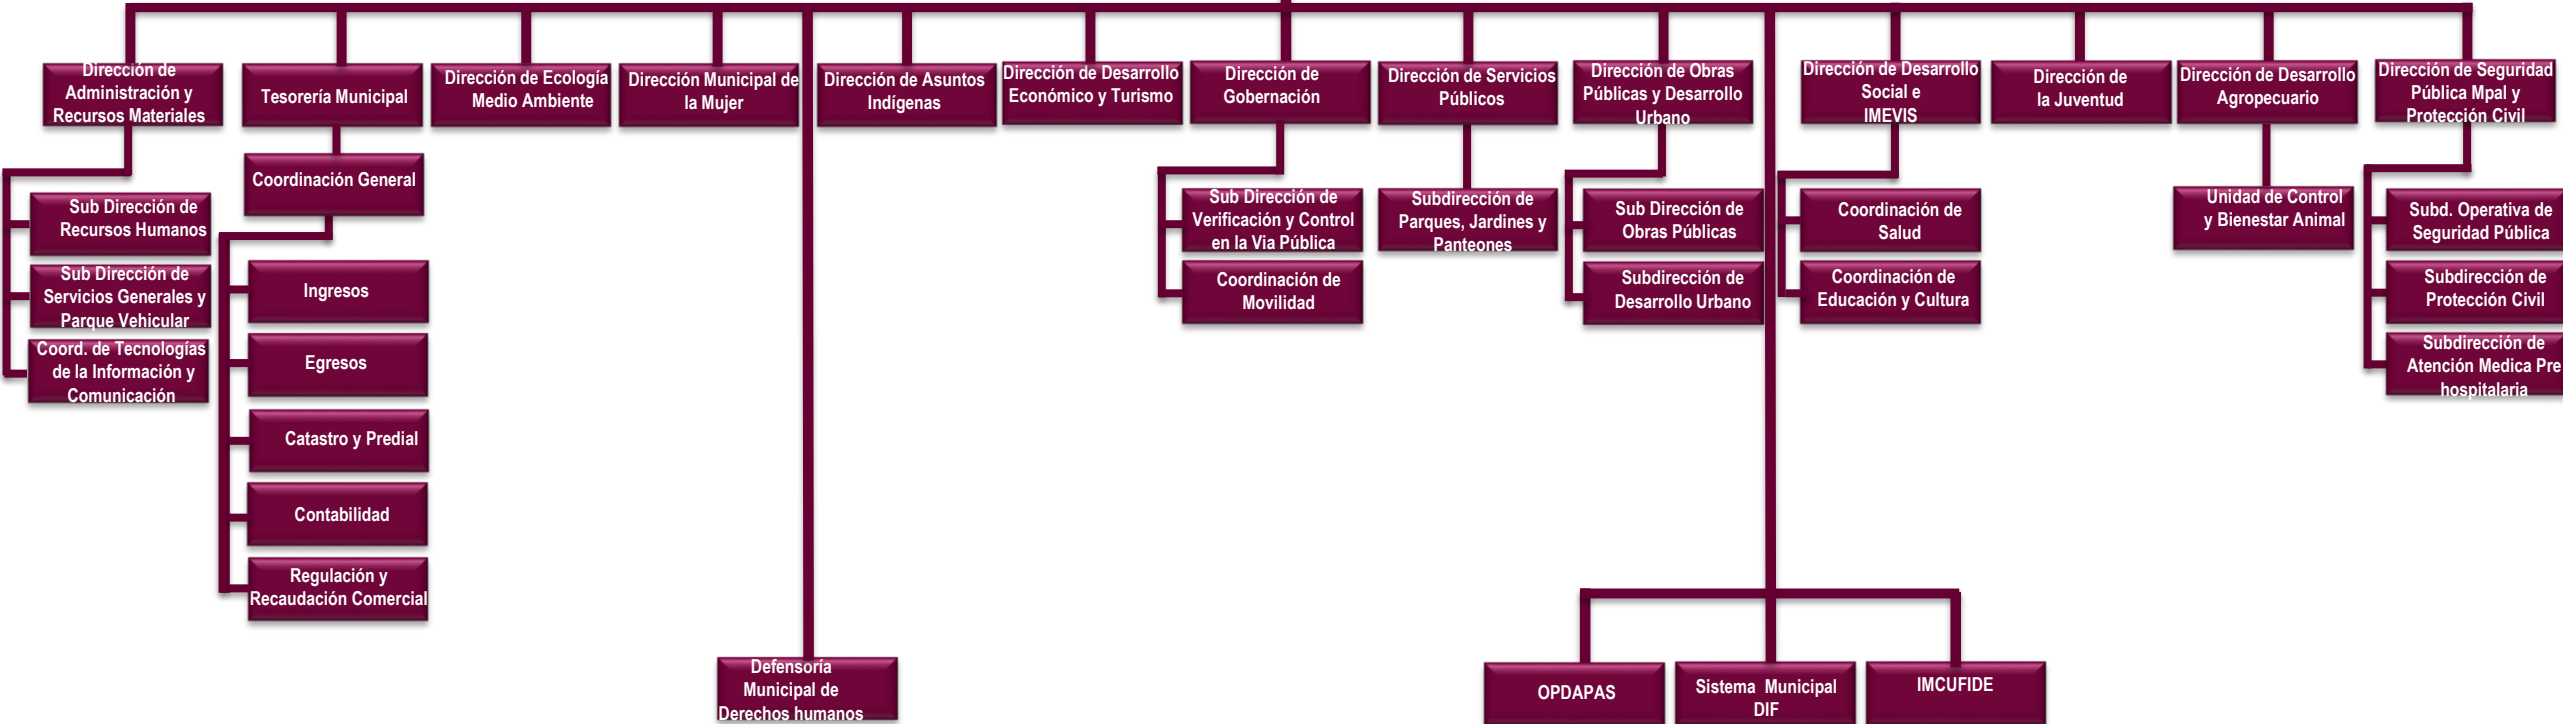 Dirección de
Administración y
Recursos Materiales
Tesorería Municipal
Dirección de Ecología
Medio Ambiente
Dirección Municipal de
la Mujer
Dirección de Asuntos
Indígenas
Dirección de Desarrollo
Económico y Turismo
Dirección de
Gobernación
Dirección de Servicios
Públicos
Dirección de Obras
Públicas y Desarrollo
Urbano
Dirección de Desarrollo
Social e
IMEVIS
Dirección de
la Juventud
Dirección de Desarrollo
Agropecuario
Dirección de Seguridad
Pública Mpal y
Protección Civil
Coordinación General
Sub Dirección de
Recursos Humanos
Sub Dirección de
Servicios Generales y
Parque Vehicular
Coord. de Tecnologías
de la Información y
Comunicación
Ingresos
Egresos
Catastro y Predial
Contabilidad
Regulación y
Recaudación Comercial
Sub Dirección de
Verificación y Control
en la Via Pública
Coordinación de
Movilidad
Subdirección de
Parques, Jardines y
Panteones
Sub Dirección de
Obras Públicas
Subdirección de
Desarrollo Urbano
Coordinación de
Salud
Coordinación de
Educación y Cultura
Unidad de Control
y Bienestar Animal
Subd. Operativa de
Seguridad Pública
Subdirección de
Protección Civil
Subdirección de
Atención Medica Pre
hospitalaria
Defensoría
Municipal de
Derechos humanos
OPDAPAS
Sistema Municipal
DIF
IMCUFIDE